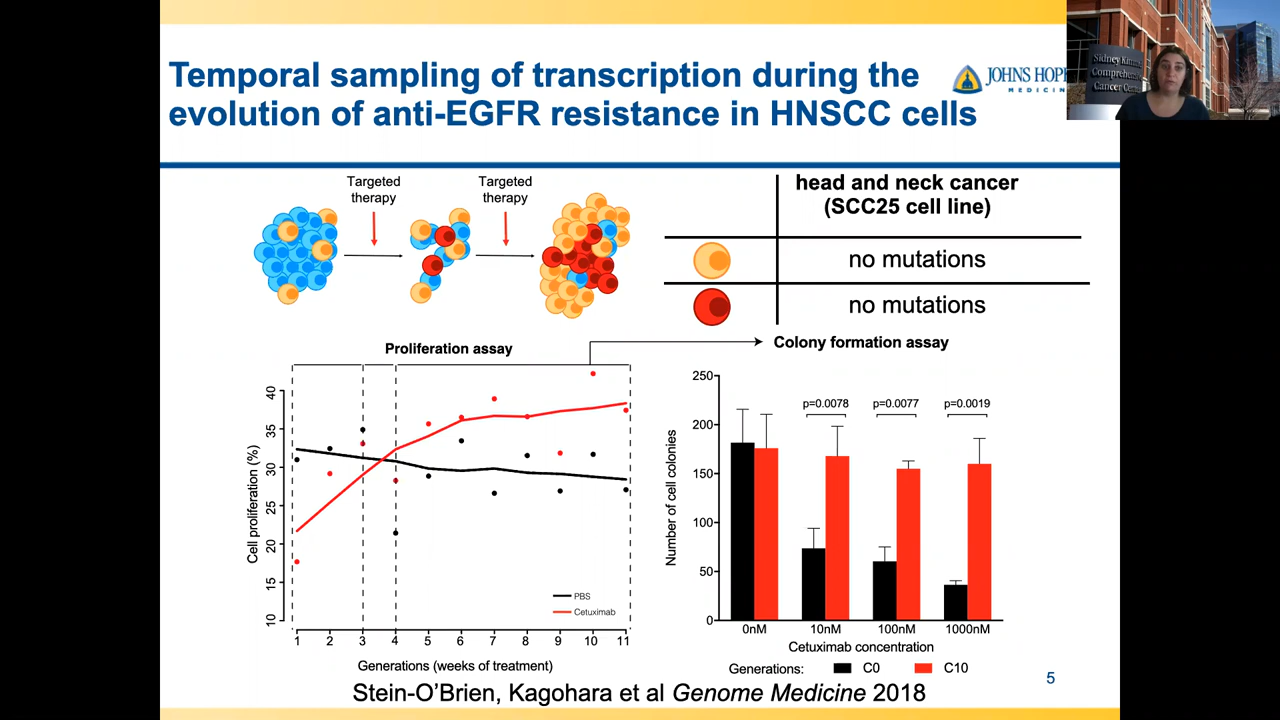 Temporal sampling of transcription during the
evolution of anti-EGFR resistance in HNSCC cells
JOHNS
MEDICIN
Sidney
Comprehensive
Cancer
Targeted
therapy
Targeted
therapy
head and neck cancer
(SCC25 cell line)
no mutations
no mutations
Proliferation assay
Colony formation assay
Cell proliferation (%)
40
35
30
25
20
15
10
PBS
Cetuximab
1 2 3 4 5 6 7 8 9 10 11
Generations (weeks of treatment)
Number of cell colonies
250
200
150
100
50
0
p=0.0078 p=0.0077 p=0.0019
0nM 10nM 100nM 1000nM
Cetuximab concentration
Generations: C0 C10
Stein-O'Brien, Kagohara et al Genome Medicine 2018
5